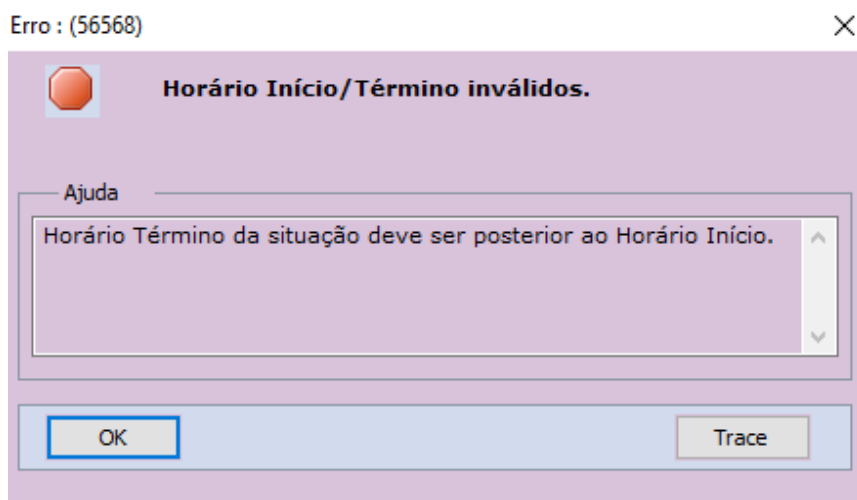 Erro : (56568)
Horário Início/Término inválidos.
Ajuda
Horário Término da situação deve ser posterior ao Horário Início.
OK
Trace